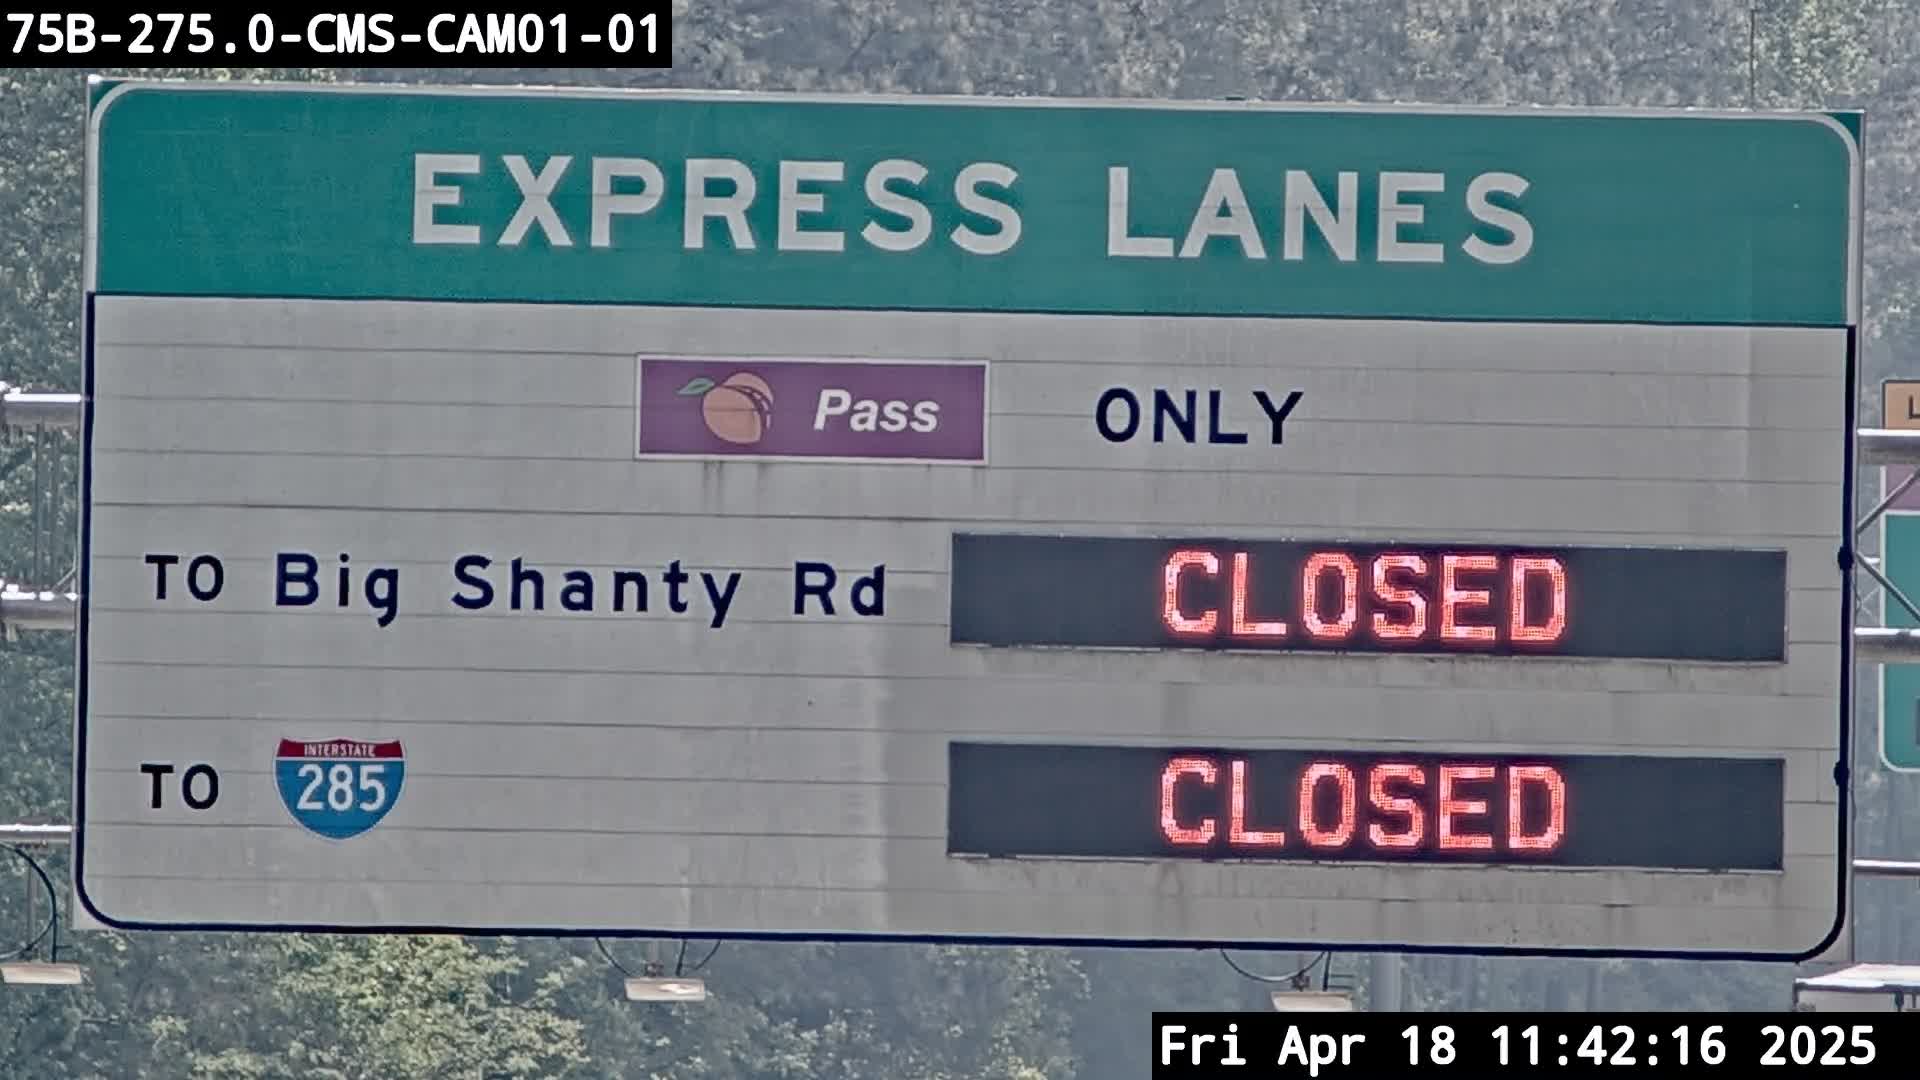 75B-275.0-CMS-CAM01-01
EXPRESS LANES
Pass ONLY
TO Big Shanty Rd CLOSED
INTERSTATE
TO 285 CLOSED
Fri Apr 18 11:42:16 2025